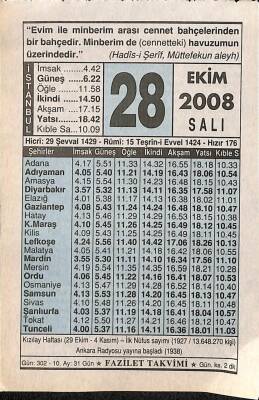 "Evim ile minberim arası cennet bahçelerinden
bir bahçedir. Minberim de (cennetteki) havuzumun
üzerindedir." (Hadîs-i Şerîf, Müttefekun aleyh)
İSTANBUL
İmsak....4.42
Güneş ......6.22
Öğle ......11.58
İkindi ....14.50
Akşam.....17.15
Yatsı......18.42
Kıble Sa...10.09
28
EKİM
2008
SALI
Hicrî: 29 Şevval 1429 - Rûmî: 15 Teşrîn-i Evvel 1424 - Hızır 176
Şehirler İmsak Güneş Öğle İkindi Akşam Yatsı Kıble S
Adana 4.17 5.51 11.33 14.32 16.55 18.18 10.36
Adıyaman 4.05 5.40 11.21 14.19 16.43 18.06 10.54
Amasya 4.15 5.54 11.30 14.23 16.48 18.15 10.43
Diyarbakır 3.57 5.32 11.13 14.11 16.35 17.58 11.07
Elazığ 4.01 5.38 11.17 14.13 16.38 18.02 11.01
Gaziantep 4.08 5.43 11.24 14.24 16.47 18.10 10.48
Hatay 4.13 5.46 11.29 14.29 16.53 18.15 10.38
K.Maraş 4.10 5.45 11.26 14.25 16.49 18.12 10.45
Kilis 4.09 5.43 11.25 14.25 16.49 18.11 10.45
Lefkoşe 4.24 5.56 11.40 14.42 17.06 18.26 10.13
Malatya 4.05 5.41 11.21 14.18 16.42 18.06 10.55
Mardin 3.55 5.30 11.11 14.10 16.34 17.56 11.10
Mersin 4.19 5.54 11.35 14.35 16.59 18.21 10.28
Ordu 4.06 5.45 11.22 14.14 16.41 18.07 10.53
Osmaniye 4.13 5.47 11.29 14.28 16.52 18.14 10.42
Samsun 4.13 5.53 11.28 14.20 16.45 18.13 10.47
Sivas 4.10 5.48 11.26 14.20 16.45 18.11 10.48
Şanlıurfa 4.03 5.37 11.19 14.18 16.41 18.04 10.57
Tokat 4.12 5.50 11.27 14.21 16.46 18.12 10.47
Tunceli 4.00 5.37 11.16 14.11 16.36 18.01 11.03
Kızılay Haftası (29 Ekim - 4 Kasım) – İlk Nüfus sayımı (1927 / 13.648.270 kişi)
Ankara Radyosu yayına başladı (1938)
Gün: 302 - 10. Ay: 31 Gün ★ FAZİLET TAKVİMİ ★ Gün. kıs. 2 dk